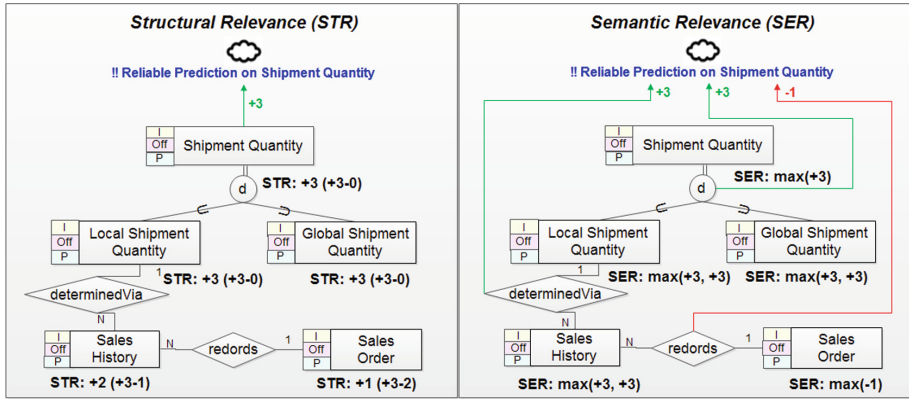 Structural Relevance (STR)
!! Reliable Prediction on Shipment Quantity
+3
I
Off
P
Shipment Quantity
STR: +3 (+3-0)
d
U
U
I
Off
P
Local Shipment
Quantity
I
Off
P
Global Shipment
Quantity
1
STR: +3 (+3-0)
STR: +3 (+3-0)
determinedVia
N
I
Off
P
Sales
History
N
redords
1
I
Off
P
Sales
Order
STR: +2 (+3-1)
STR: +1 (+3-2)
Semantic Relevance (SER)
!! Reliable Prediction on Shipment Quantity
+3
+3
-1
I
Off
P
Shipment Quantity
SER: max(+3)
d
U
U
I
Off
P
Local Shipment
Quantity
I
Off
P
Global Shipment
Quantity
1
SER: max(+3, +3)
SER: max(+3, +3)
determinedVia
N
I
Off
P
Sales
History
N
redords
1
I
Off
P
Sales
Order
SER: max(+3, +3)
SER: max(-1)